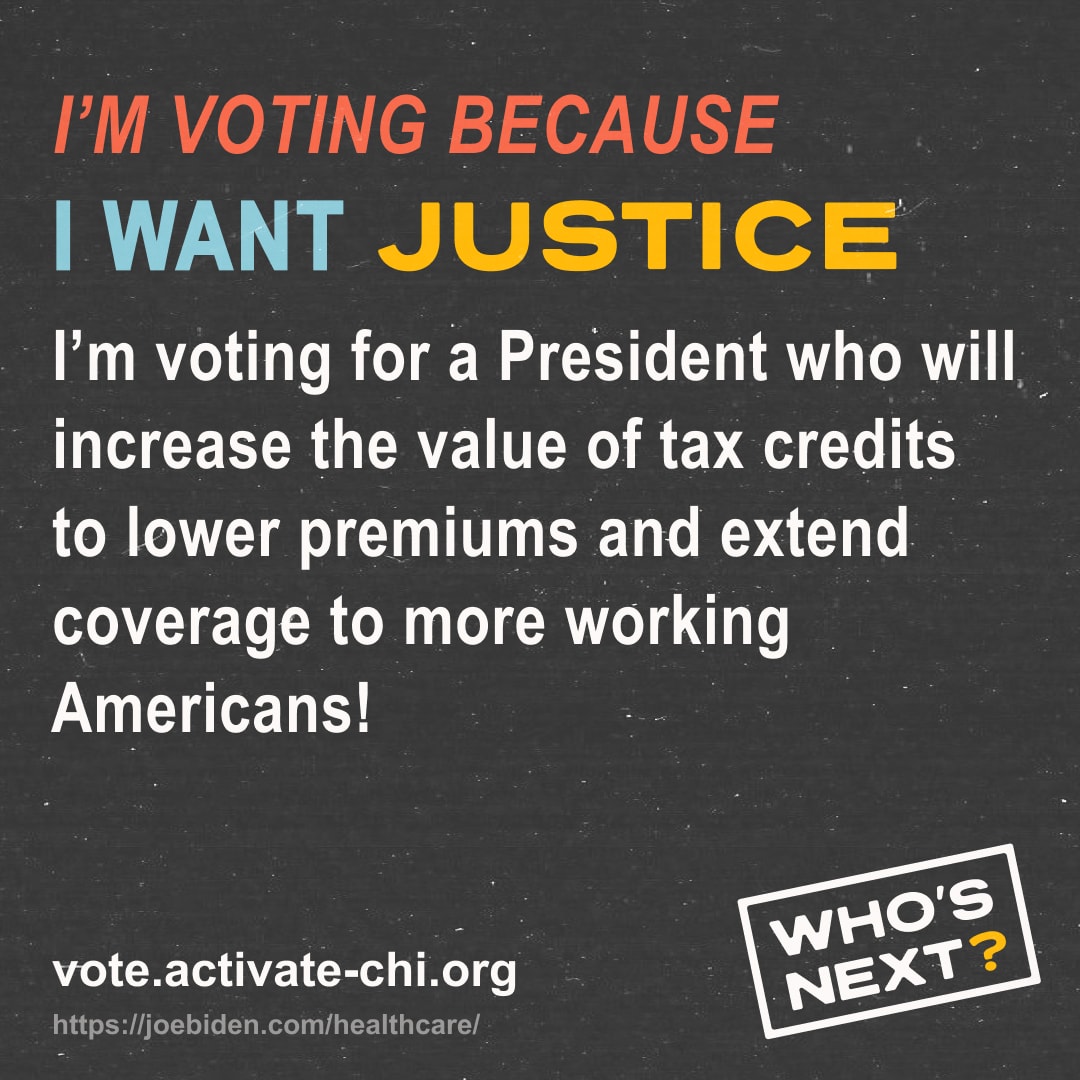 I’M VOTING BECAUSE
I WANT JUSTICE
I’m voting for a President who will
increase the value of tax credits
to lower premiums and extend
coverage to more working
Americans!
WHO’S
NEXT?
vote.activate-chi.org
https://joebiden.com/healthcare/